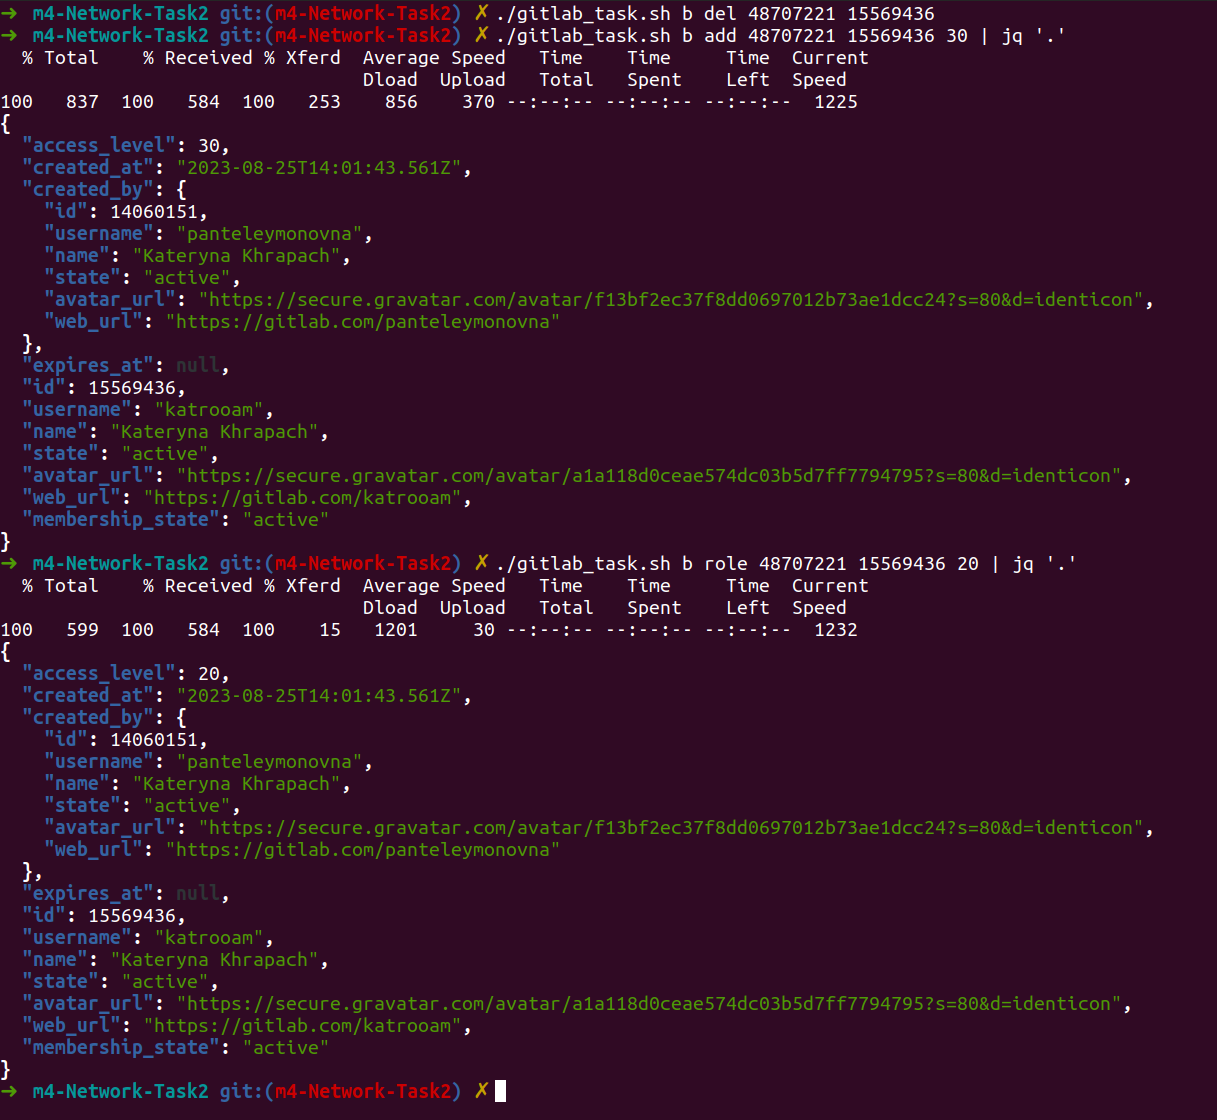 ➜  m4-Network-Task2 git:(m4-Network-Task2) ✗ ./gitlab_task.sh b del 48707221 15569436
➜  m4-Network-Task2 git:(m4-Network-Task2) ✗ ./gitlab_task.sh b add 48707221 15569436 30 | jq '.'
  % Total    % Received % Xferd  Average Speed   Time    Time     Time  Current
                                 Dload  Upload   Total   Spent    Left  Speed
100   837  100   584  100   253    856    370 --:--:-- --:--:-- --:--:--  1225
{
  "access_level": 30,
  "created_at": "2023-08-25T14:01:43.561Z",
  "created_by": {
    "id": 14060151,
    "username": "panteleymonovna",
    "name": "Kateryna Khrapach",
    "state": "active",
    "avatar_url": "https://secure.gravatar.com/avatar/f13bf2ec37f8dd0697012b73ae1dcc24?s=80&d=identicon",
    "web_url": "https://gitlab.com/panteleymonovna"
  },
  "expires_at": null,
  "id": 15569436,
  "username": "katrooam",
  "name": "Kateryna Khrapach",
  "state": "active",
  "avatar_url": "https://secure.gravatar.com/avatar/a1a118d0ceae574dc03b5d7ff7794795?s=80&d=identicon",
  "web_url": "https://gitlab.com/katrooam",
  "membership_state": "active"
}
➜  m4-Network-Task2 git:(m4-Network-Task2) ✗ ./gitlab_task.sh b role 48707221 15569436 20 | jq '.'
  % Total    % Received % Xferd  Average Speed   Time    Time     Time  Current
                                 Dload  Upload   Total   Spent    Left  Speed
100   599  100   584  100    15   1201     30 --:--:-- --:--:-- --:--:--  1232
{
  "access_level": 20,
  "created_at": "2023-08-25T14:01:43.561Z",
  "created_by": {
    "id": 14060151,
    "username": "panteleymonovna",
    "name": "Kateryna Khrapach",
    "state": "active",
    "avatar_url": "https://secure.gravatar.com/avatar/f13bf2ec37f8dd0697012b73ae1dcc24?s=80&d=identicon",
    "web_url": "https://gitlab.com/panteleymonovna"
  },
  "expires_at": null,
  "id": 15569436,
  "username": "katrooam",
  "name": "Kateryna Khrapach",
  "state": "active",
  "avatar_url": "https://secure.gravatar.com/avatar/a1a118d0ceae574dc03b5d7ff7794795?s=80&d=identicon",
  "web_url": "https://gitlab.com/katrooam",
  "membership_state": "active"
}
➜  m4-Network-Task2 git:(m4-Network-Task2) ✗